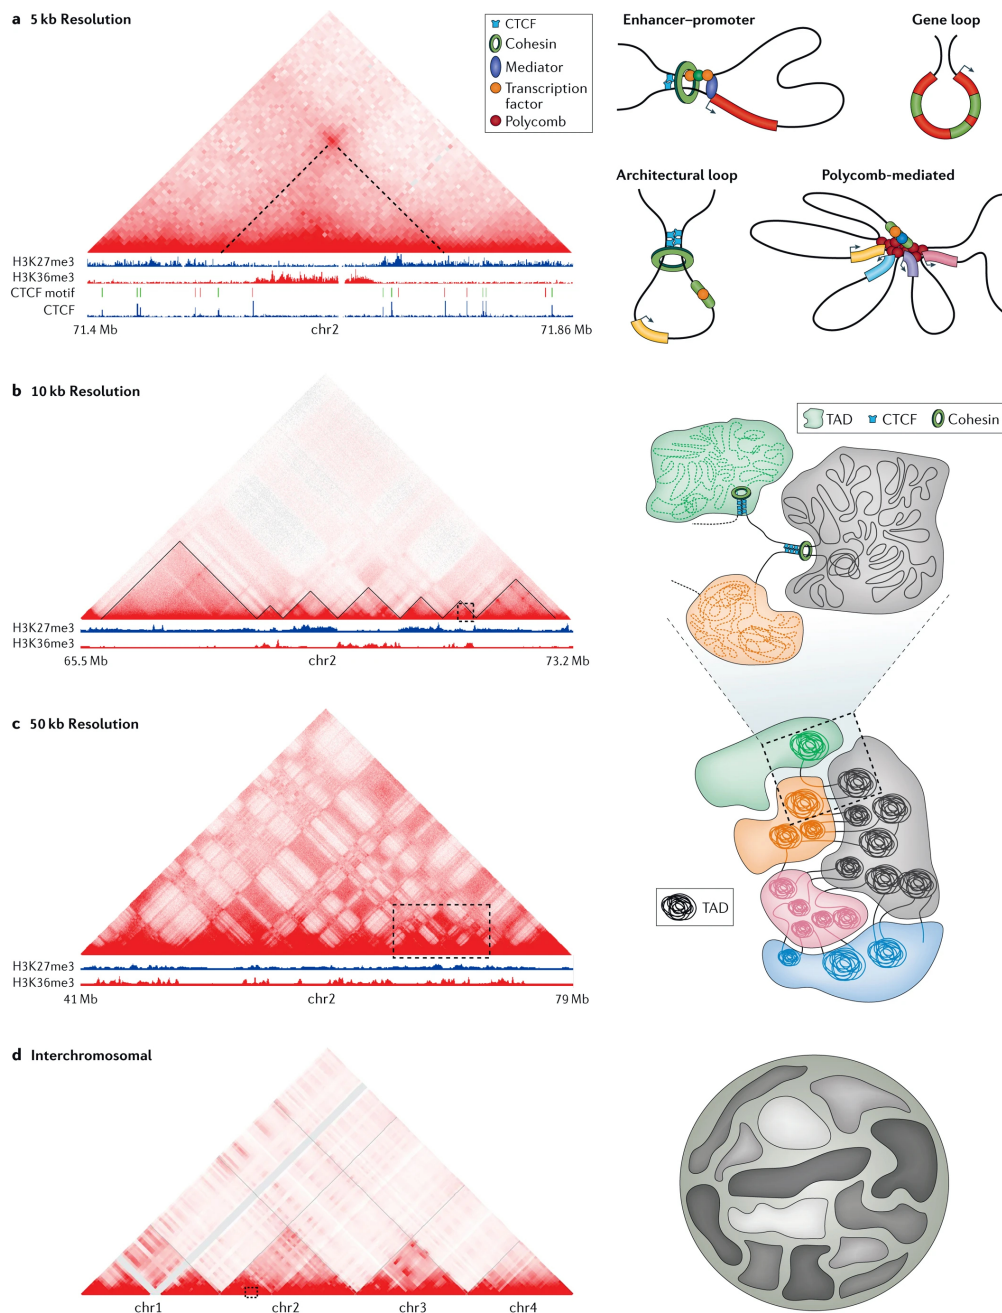 a 5 kb Resolution
CTCF
Cohesin
Mediator
Transcription
factor
Polycomb
Enhancer–promoter
Gene loop
Architectural loop
Polycomb-mediated
H3K27me3
H3K36me3
CTCF motif
CTCF
71.4 Mb chr2 71.86 Mb
b 10 kb Resolution
TAD CTCF Cohesin
H3K27me3
H3K36me3
65.5 Mb chr2 73.2 Mb
c 50 kb Resolution
TAD
H3K27me3
H3K36me3
41 Mb chr2 79 Mb
d Interchromosomal
chr1 chr2 chr3 chr4